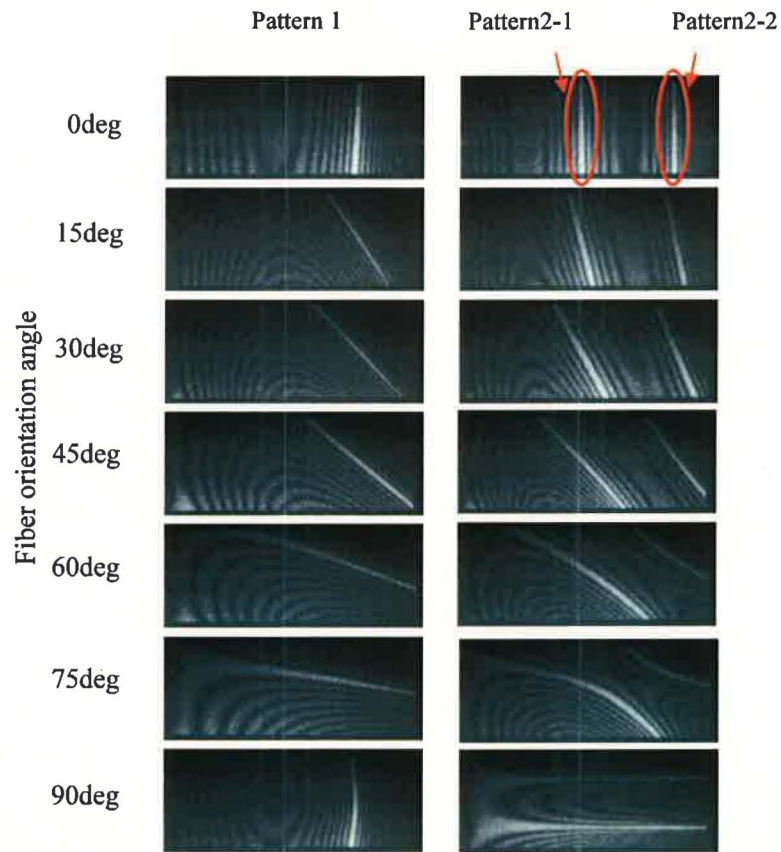 Pattern 1
Pattern2-1
Pattern2-2
Fiber orientation angle
0deg
15deg
30deg
45deg
60deg
75deg
90deg